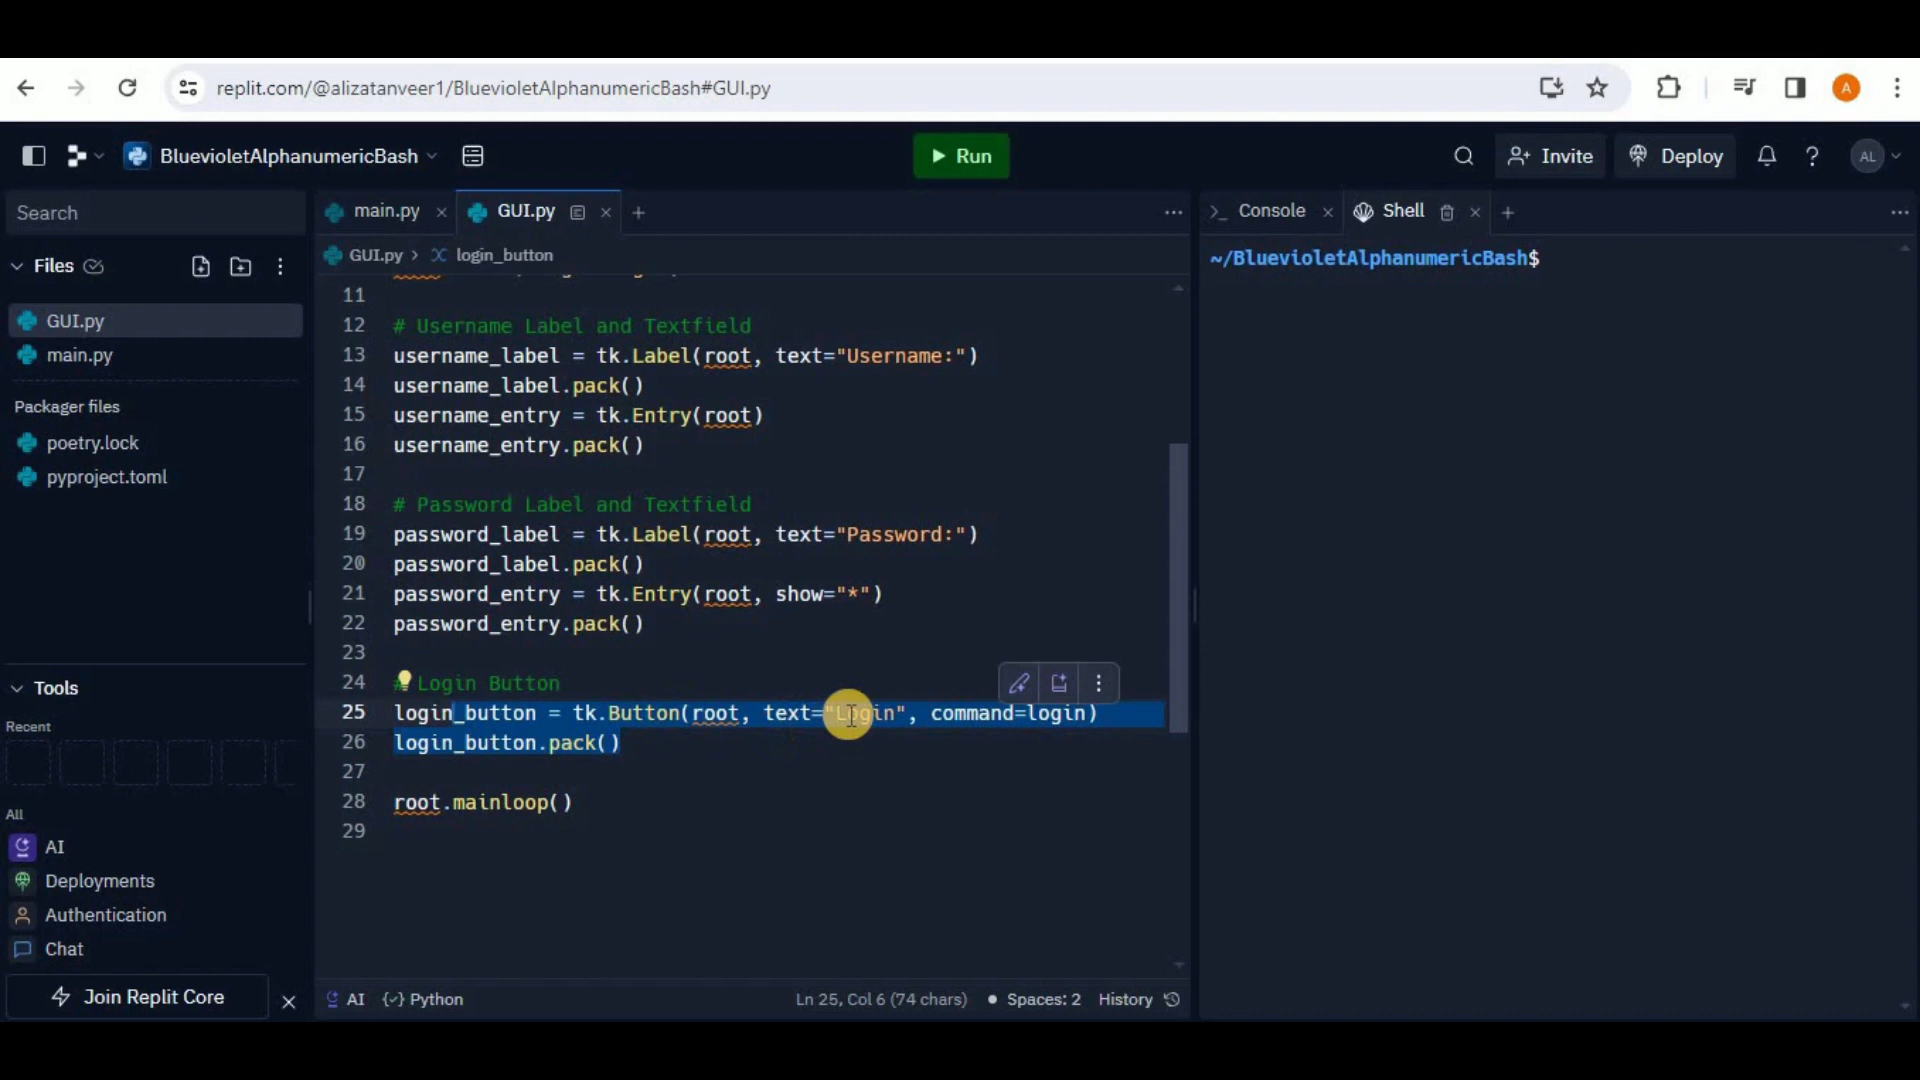 replit.com/@alizatanveer1/BluevioletAlphanumericBash#GUI.py
A
BluevioletAlphanumericBash
Run
Invite
Deploy
AL
Search
main.py
GUI.py
Console
Shell
GUI.py > login_button
~/BluevioletAlphanumericBash$
Files
GUI.py
main.py
Packager files
poetry.lock
pyproject.toml
Tools
Recent
All
AI
Deployments
Authentication
Chat
Join Replit Core
11
12 # Username Label and Textfield
13 username_label = tk.Label(root, text="Username:")
14 username_label.pack()
15 username_entry = tk.Entry(root)
16 username_entry.pack()
17
18 # Password Label and Textfield
19 password_label = tk.Label(root, text="Password:")
20 password_label.pack()
21 password_entry = tk.Entry(root, show="*")
22 password_entry.pack()
23
24 # Login Button
25 login_button = tk.Button(root, text="Login", command=login)
26 login_button.pack()
27
28 root.mainloop()
29
AI
Python
Ln 25, Col 6 (74 chars)
Spaces: 2
History